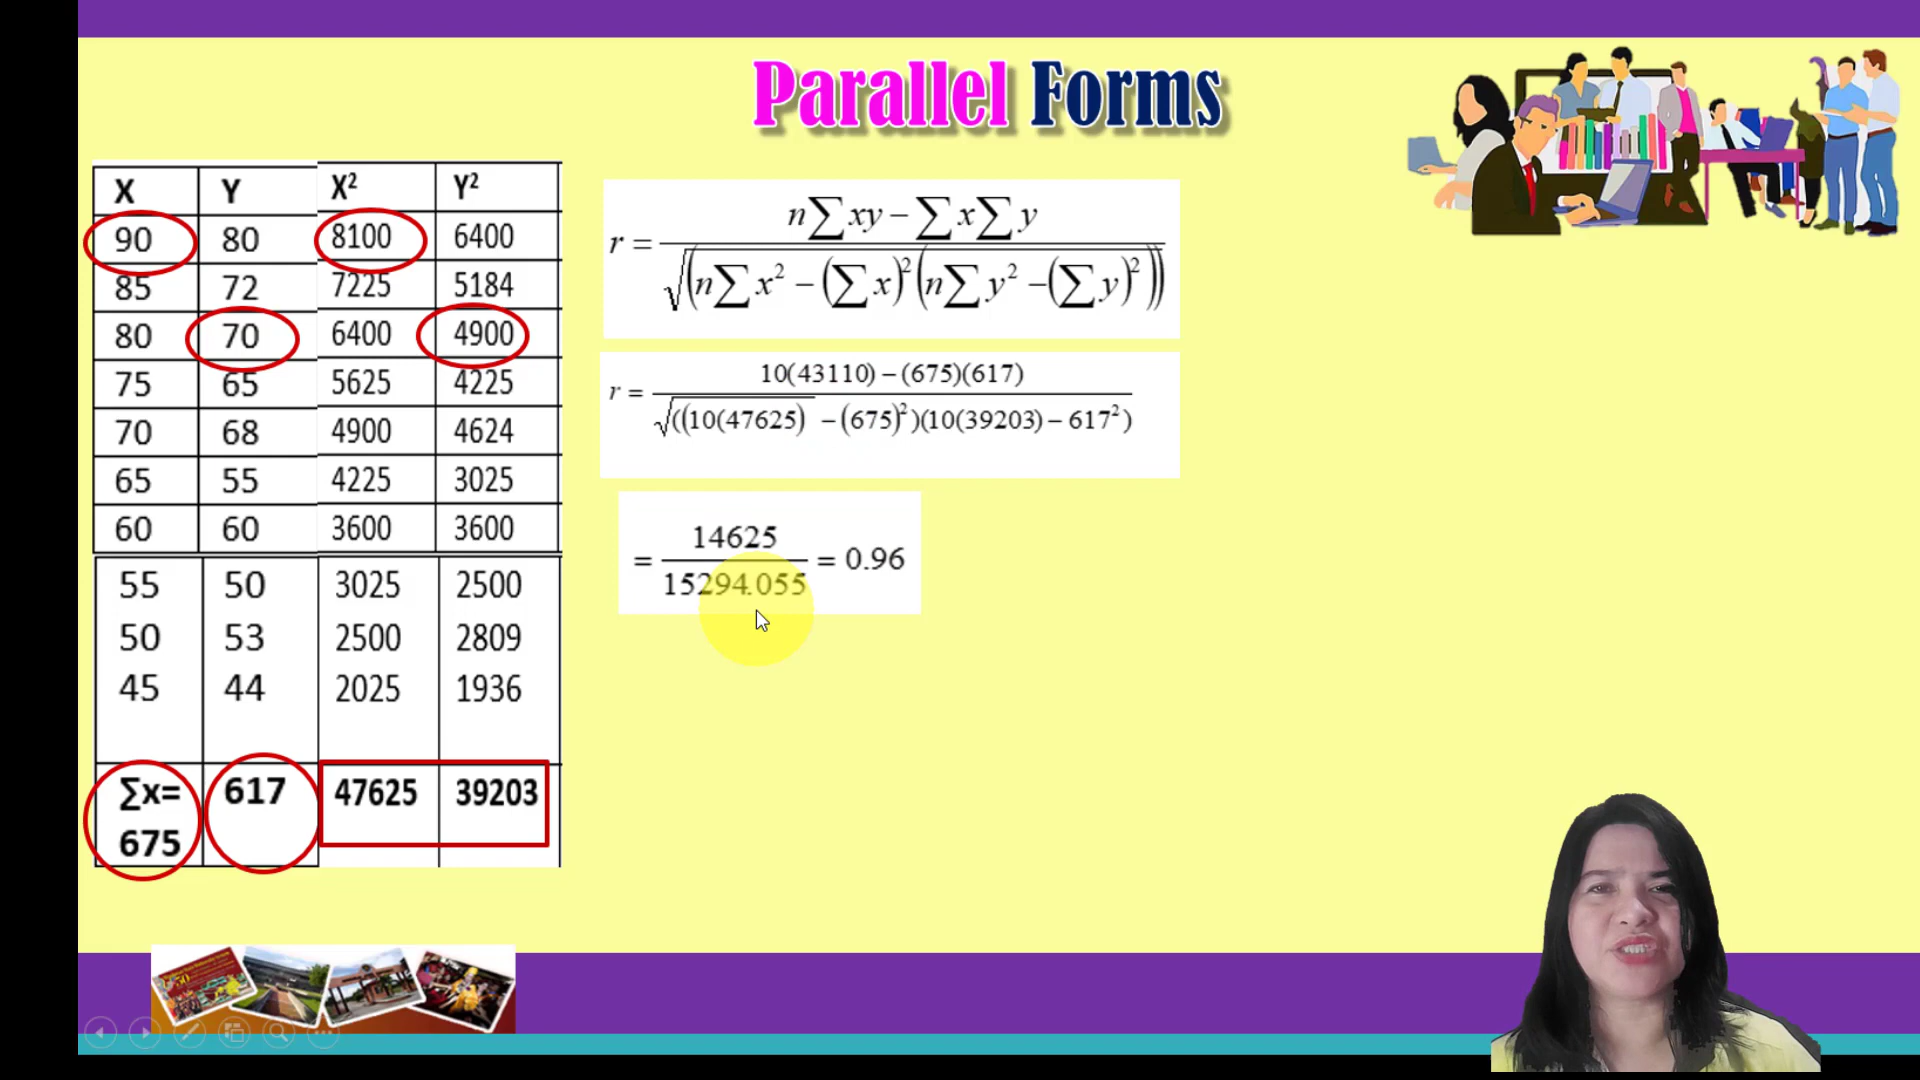 Parallel Forms
X Y X² Y²
90 80 8100 6400
85 72 7225 5184
80 70 6400 4900
75 65 5625 4225
70 68 4900 4624
65 55 4225 3025
60 60 3600 3600
55 50 3025 2500
50 53 2500 2809
45 44 2025 1936
∑x= 617 47625 39203
675
n∑xy − ∑x∑y
r =
√(n∑x² − (∑x)²(n∑y² −(∑y)²))
10(43110) − (675)(617)
r =
√((10(47625) − (675)²)(10(39203) − 617²)
14625
= = 0.96
15294.055